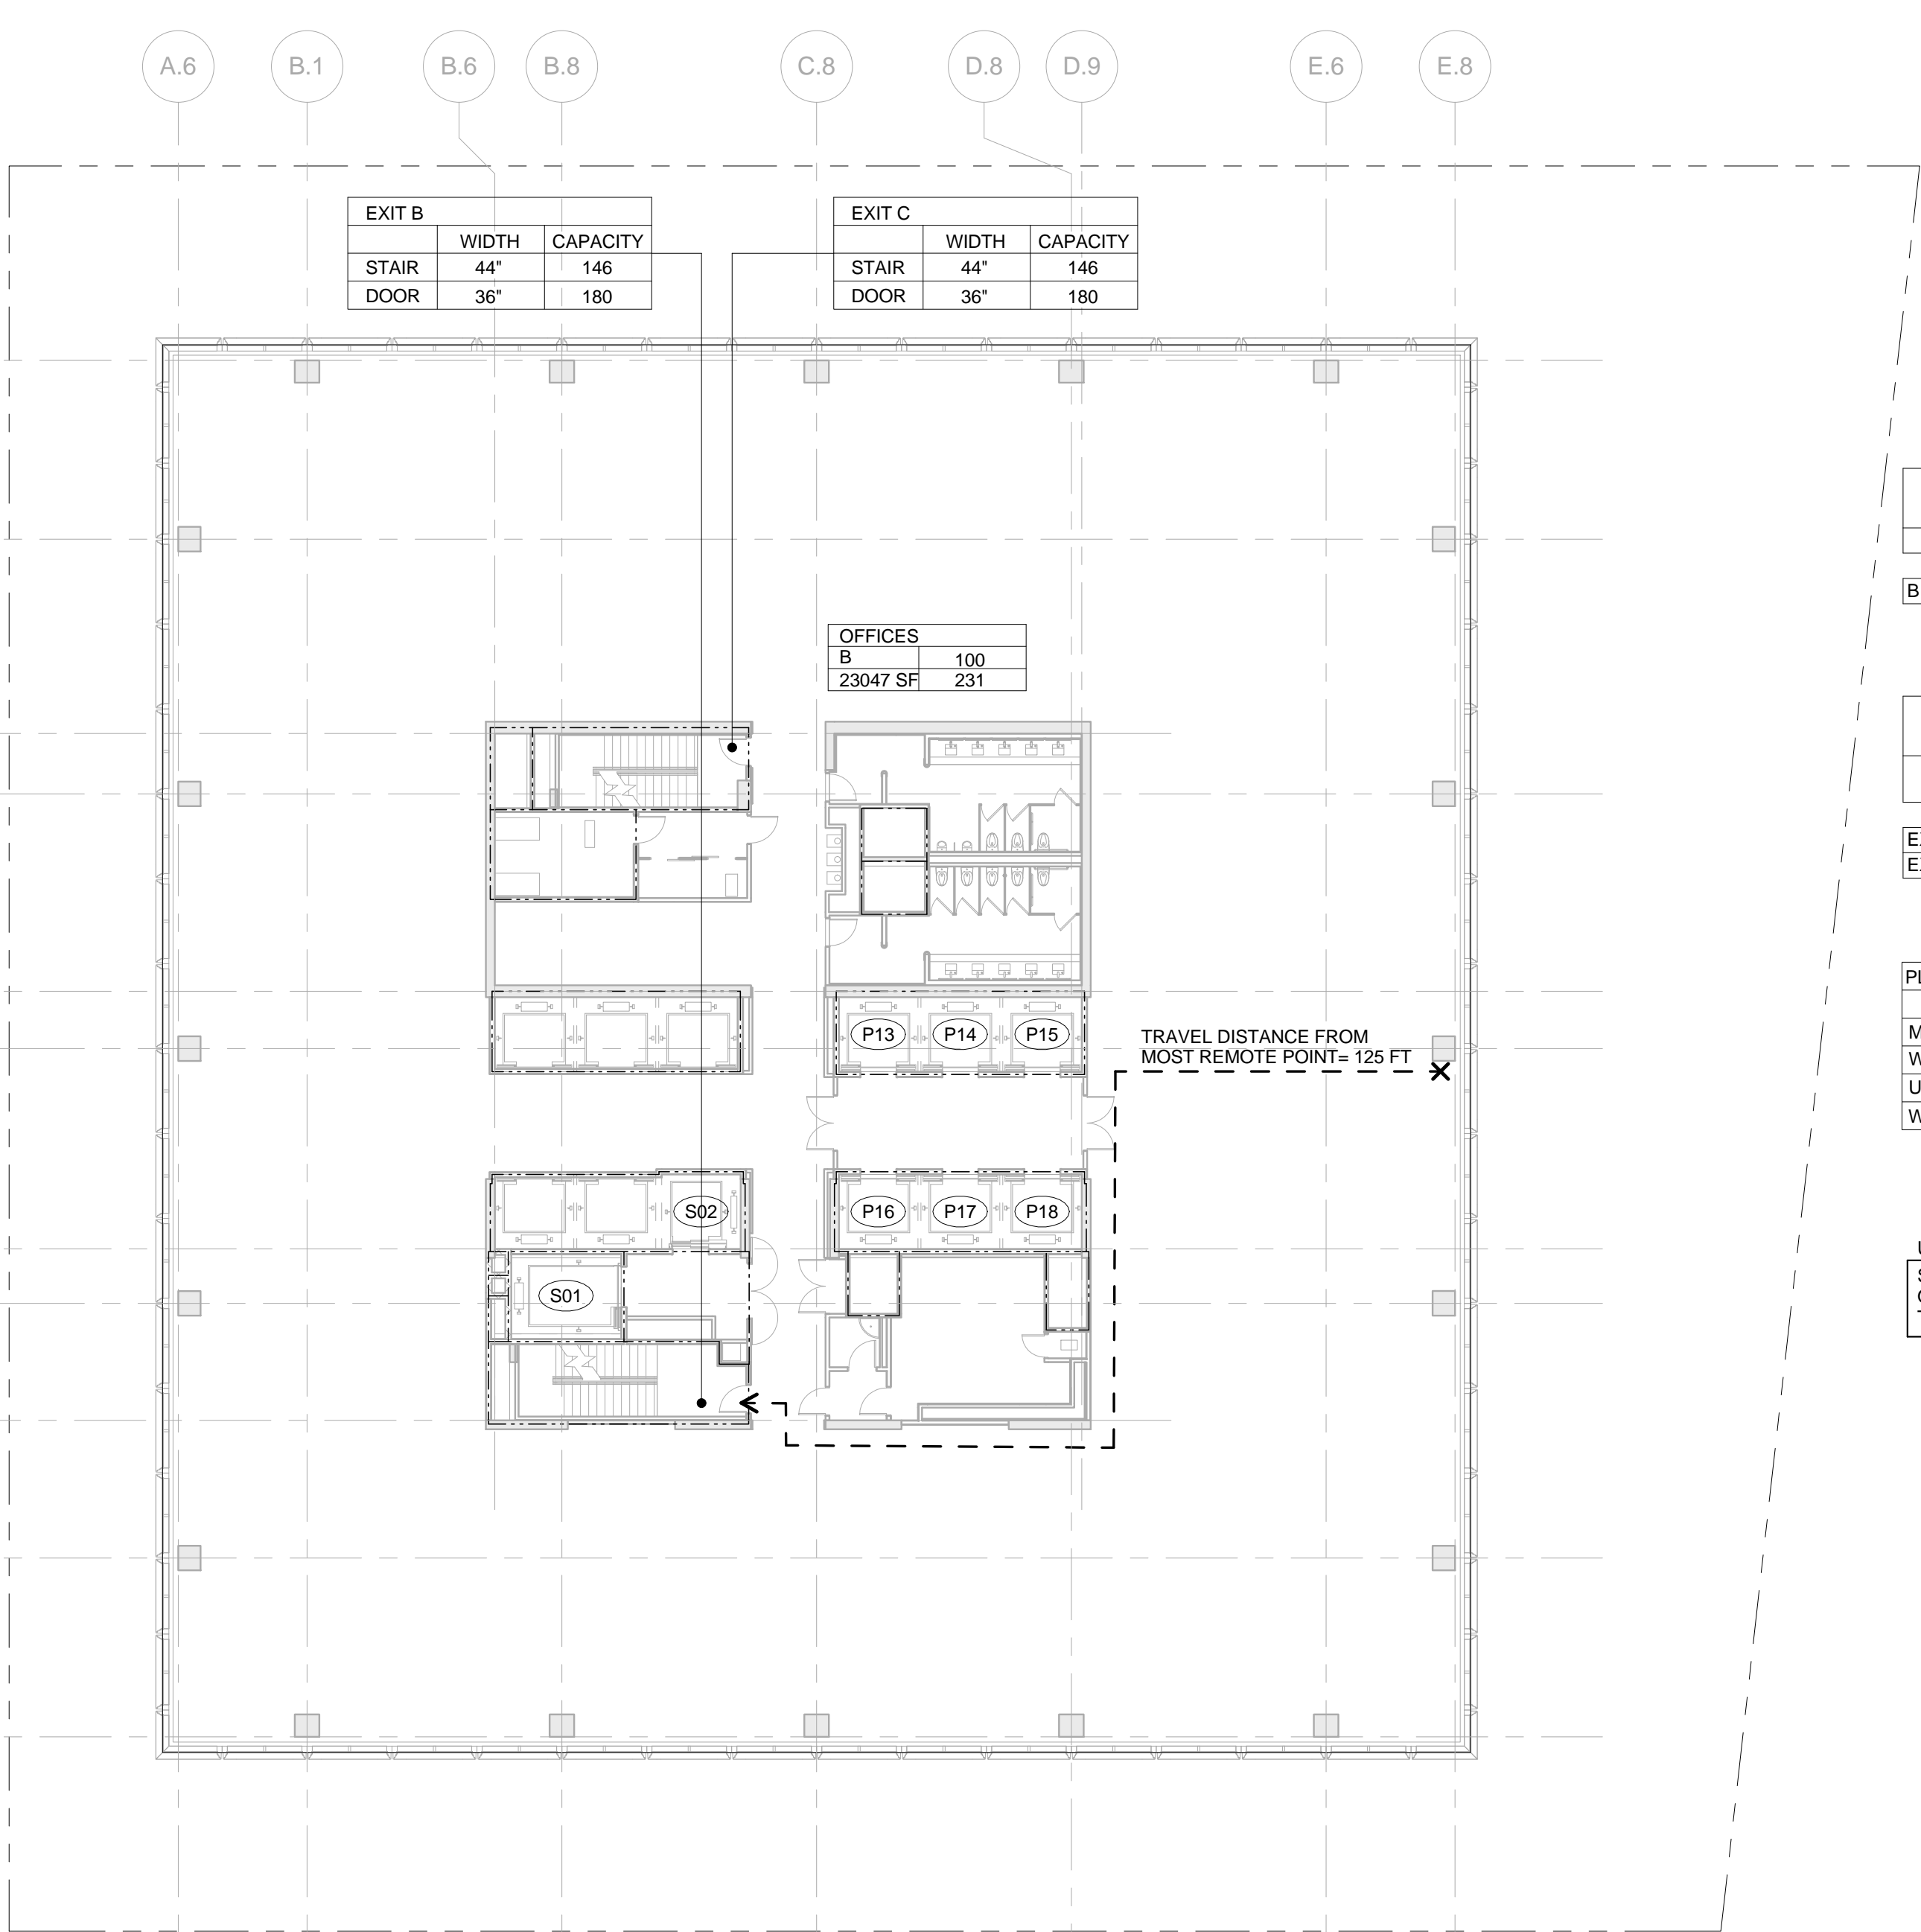 A.6 B.1 B.6 B.8 C.8 D.8 D.9 E.6 E.8
EXIT B
WIDTH CAPACITY
STAIR 44" 146
DOOR 36" 180
EXIT C
WIDTH CAPACITY
STAIR 44" 146
DOOR 36" 180
OFFICES
B 100
23047 SF 231
P13 P14 P15
TRAVEL DISTANCE FROM
MOST REMOTE POINT= 125 FT
S02
P16 P17 P18
S01
B